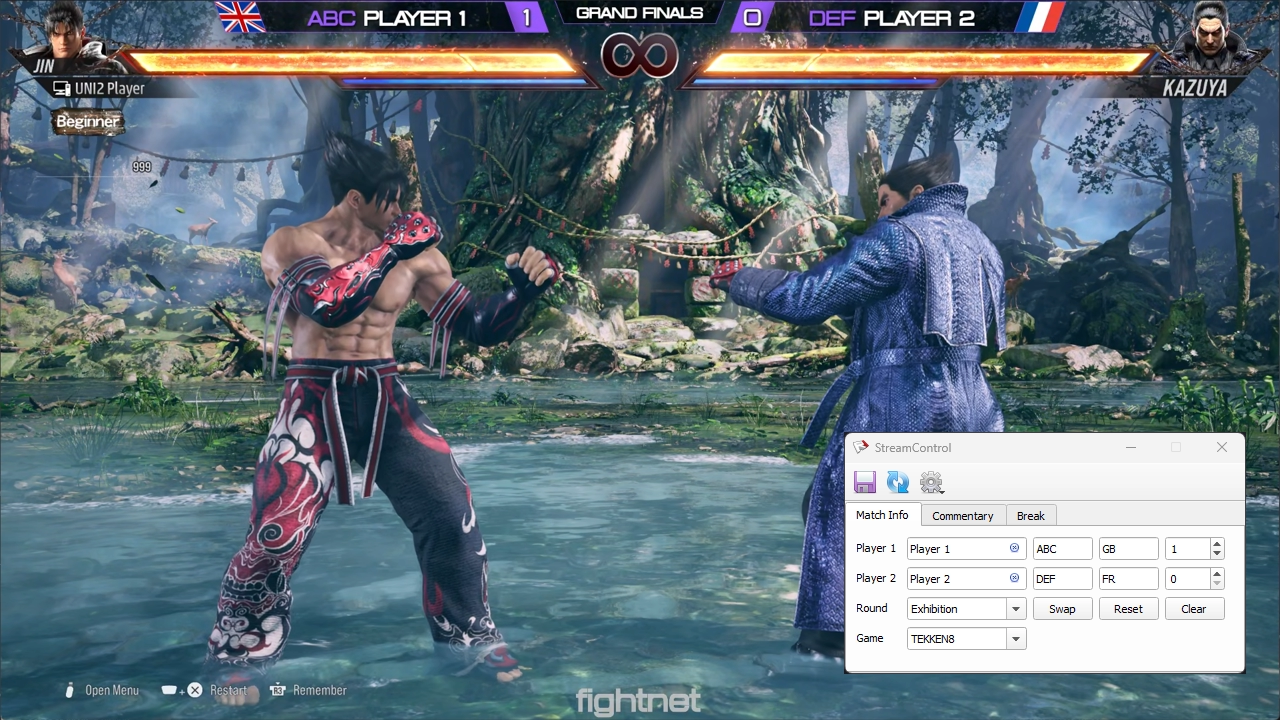 ABC PLAYER 1 1 GRAND FINALS 0 DEF PLAYER 2
JIN
KAZUYA
UNI2 Player
Beginner
999
StreamControl
Match Info Commentary Break
Player 1 Player 1 ABC GB 1
Player 2 Player 2 DEF FR 0
Round Exhibition Swap Reset Clear
Game TEKKEN8
Open Menu + Restart R3 Remember
fightnet